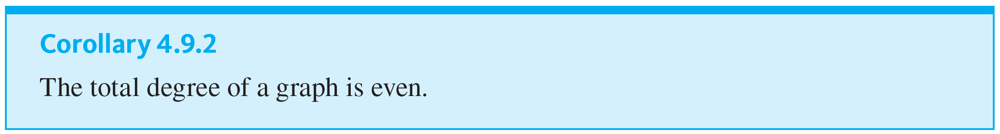 Corollary 4.9.2
The total degree of a graph is even.